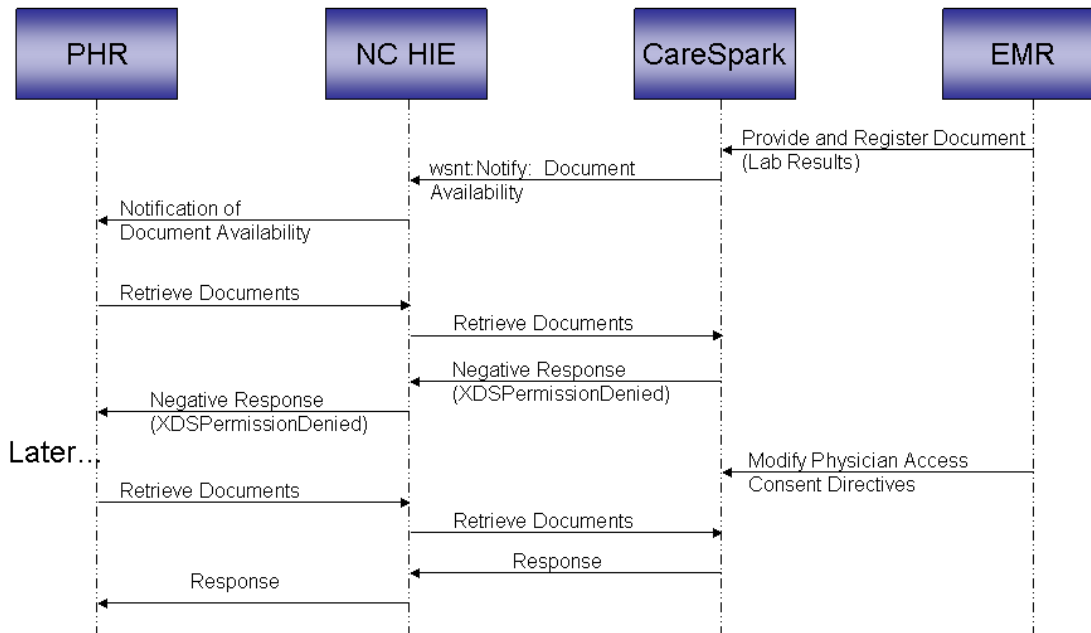 PHR
NC HIE
CareSpark
EMR
Provide and Register Document
(Lab Results)
wsnt:Notify: Document
Availability
Notification of
Document Availability
Retrieve Documents
Retrieve Documents
Negative Response
(XDSPermissionDenied)
Negative Response
(XDSPermissionDenied)
Later...
Modify Physician Access
Consent Directives
Retrieve Documents
Retrieve Documents
Response
Response